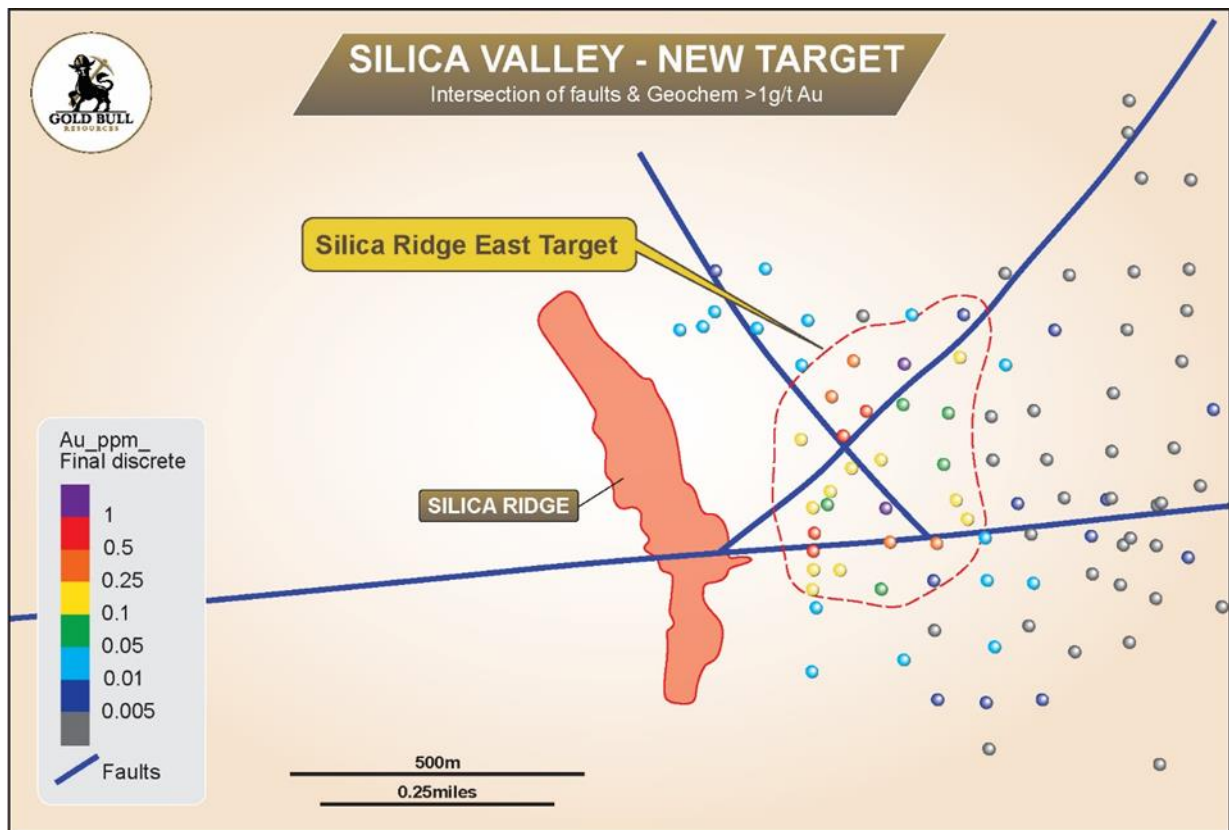 GOLD BULL
RESOURCES
SILICA VALLEY - NEW TARGET
Intersection of faults & Geochem >1g/t Au
Silica Ridge East Target
SILICA RIDGE
Au_ppm_
Final discrete
1
0.5
0.25
0.1
0.05
0.01
0.005
Faults
500m
0.25miles